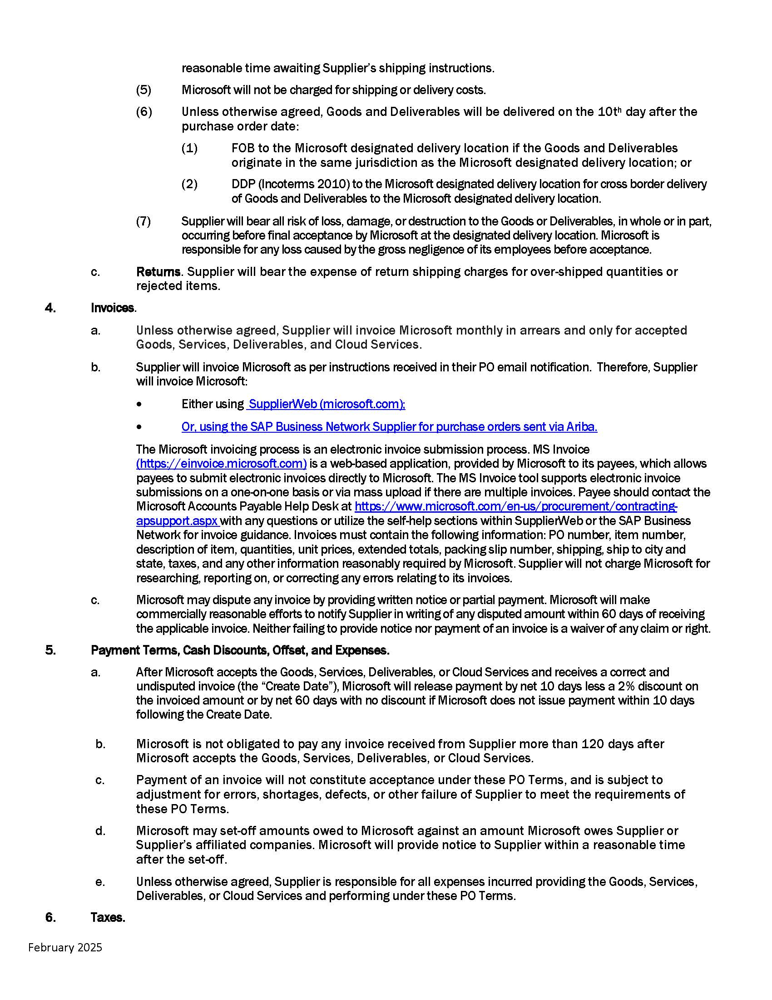 reasonable time awaiting Supplier’s shipping instructions.
(5) Microsoft will not be charged for shipping or delivery costs.
(6) Unless otherwise agreed, Goods and Deliverables will be delivered on the 10th day after the
purchase order date:
(1) FOB to the Microsoft designated delivery location if the Goods and Deliverables
originate in the same jurisdiction as the Microsoft designated delivery location; or
(2) DDP (Incoterms 2010) to the Microsoft designated delivery location for cross border delivery
of Goods and Deliverables to the Microsoft designated delivery location.
(7) Supplier will bear all risk of loss, damage, or destruction to the Goods or Deliverables, in whole or in part,
occurring before final acceptance by Microsoft at the designated delivery location. Microsoft is
responsible for any loss caused by the gross negligence of its employees before acceptance.
c. Returns. Supplier will bear the expense of return shipping charges for over-shipped quantities or
rejected items.
4. Invoices.
a. Unless otherwise agreed, Supplier will invoice Microsoft monthly in arrears and only for accepted
Goods, Services, Deliverables, and Cloud Services.
b. Supplier will invoice Microsoft as per instructions received in their PO email notification. Therefore, Supplier
will invoice Microsoft:
• Either using SupplierWeb (microsoft.com);
• Or, using the SAP Business Network Supplier for purchase orders sent via Ariba.
The Microsoft invoicing process is an electronic invoice submission process. MS Invoice
(https://einvoice.microsoft.com) is a web-based application, provided by Microsoft to its payees, which allows
payees to submit electronic invoices directly to Microsoft. The MS Invoice tool supports electronic invoice
submissions on a one-on-one basis or via mass upload if there are multiple invoices. Payee should contact the
Microsoft Accounts Payable Help Desk at https://www.microsoft.com/en-us/procurement/contracting-
apsupport.aspx with any questions or utilize the self-help sections within SupplierWeb or the SAP Business
Network for invoice guidance. Invoices must contain the following information: PO number, item number,
description of item, quantities, unit prices, extended totals, packing slip number, shipping, ship to city and
state, taxes, and any other information reasonably required by Microsoft. Supplier will not charge Microsoft for
researching, reporting on, or correcting any errors relating to its invoices.
c. Microsoft may dispute any invoice by providing written notice or partial payment. Microsoft will make
commercially reasonable efforts to notify Supplier in writing of any disputed amount within 60 days of receiving
the applicable invoice. Neither failing to provide notice nor payment of an invoice is a waiver of any claim or right.
5. Payment Terms, Cash Discounts, Offset, and Expenses.
a. After Microsoft accepts the Goods, Services, Deliverables, or Cloud Services and receives a correct and
undisputed invoice (the “Create Date”), Microsoft will release payment by net 10 days less a 2% discount on
the invoiced amount or by net 60 days with no discount if Microsoft does not issue payment within 10 days
following the Create Date.
b. Microsoft is not obligated to pay any invoice received from Supplier more than 120 days after
Microsoft accepts the Goods, Services, Deliverables, or Cloud Services.
c. Payment of an invoice will not constitute acceptance under these PO Terms, and is subject to
adjustment for errors, shortages, defects, or other failure of Supplier to meet the requirements of
these PO Terms.
d. Microsoft may set-off amounts owed to Microsoft against an amount Microsoft owes Supplier or
Supplier’s affiliated companies. Microsoft will provide notice to Supplier within a reasonable time
after the set-off.
e. Unless otherwise agreed, Supplier is responsible for all expenses incurred providing the Goods, Services,
Deliverables, or Cloud Services and performing under these PO Terms.
6. Taxes.
February 2025